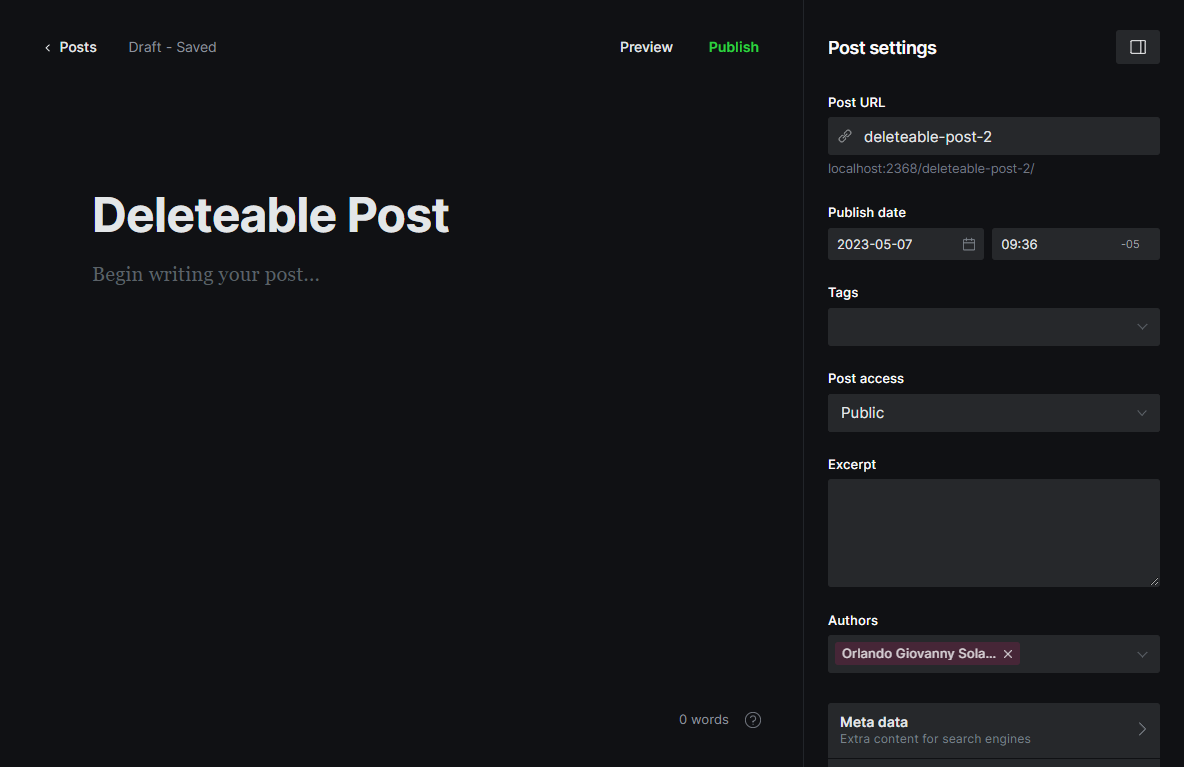 Posts
Draft - Saved
Preview
Publish
Deleteable Post
Begin writing your post...
0 words
?
Post settings
Post URL
deleteable-post-2
localhost:2368/deleteable-post-2/
Publish date
2023-05-07
09:36
-05
Tags
Post access
Public
Excerpt
Authors
Orlando Giovanny Sola...
Meta data
Extra content for search engines